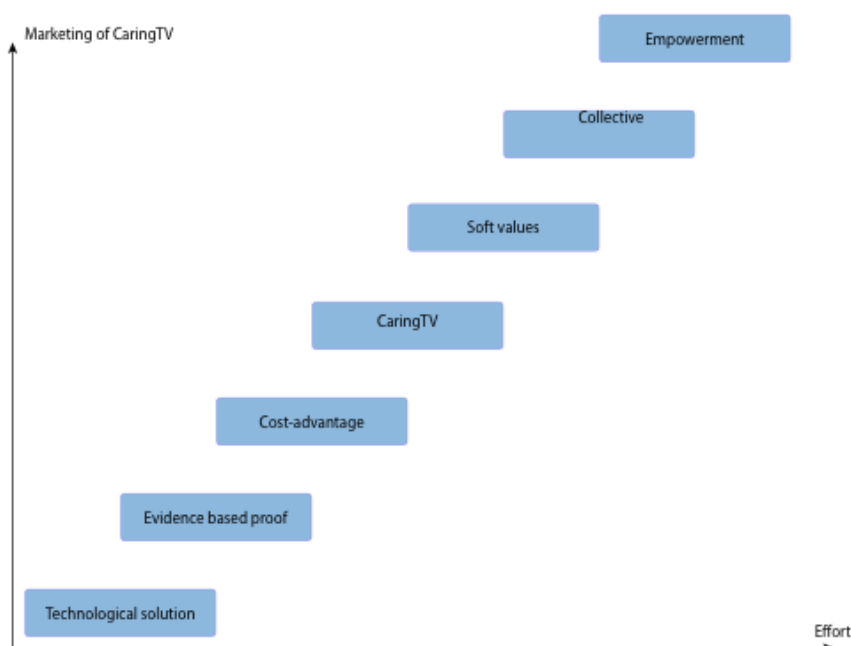 Marketing of CaringTV
Empowerment
Collective
Soft values
CaringTV
Cost-advantage
Evidence based proof
Technological solution
Effort